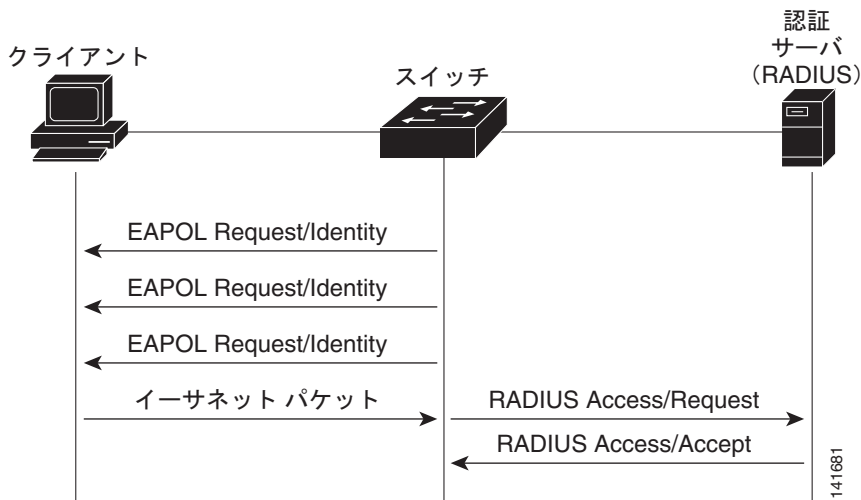 クライアント
スイッチ
認証
サーバ
（RADIUS）
EAPOL Request/Identity
EAPOL Request/Identity
EAPOL Request/Identity
イーサネット パケット
RADIUS Access/Request
RADIUS Access/Accept
141681